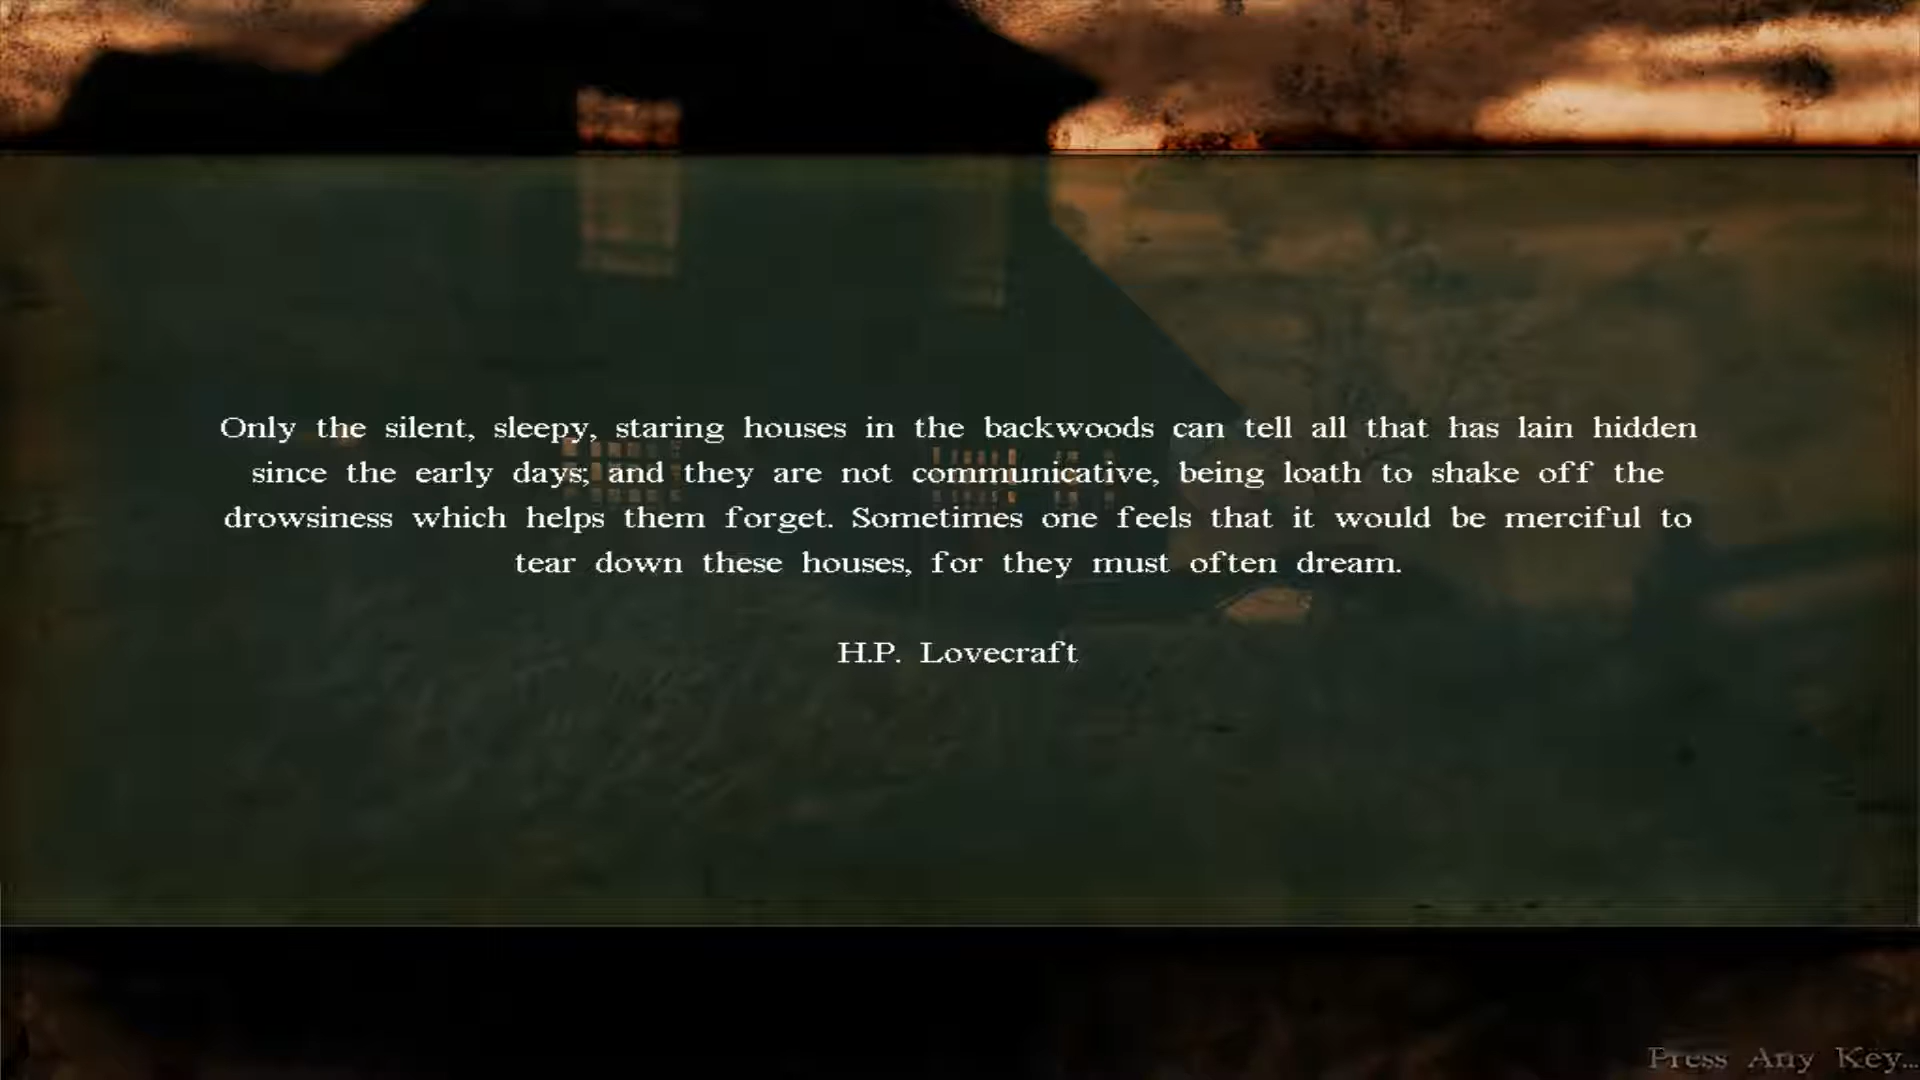 Only the silent, sleepy, staring houses in the backwoods can tell all that has lain hidden
since the early days; and they are not communicative, being loath to shake off the
drowsiness which helps them forget. Sometimes one feels that it would be merciful to
tear down these houses, for they must often dream.
H.P. Lovecraft
Press Any Key...